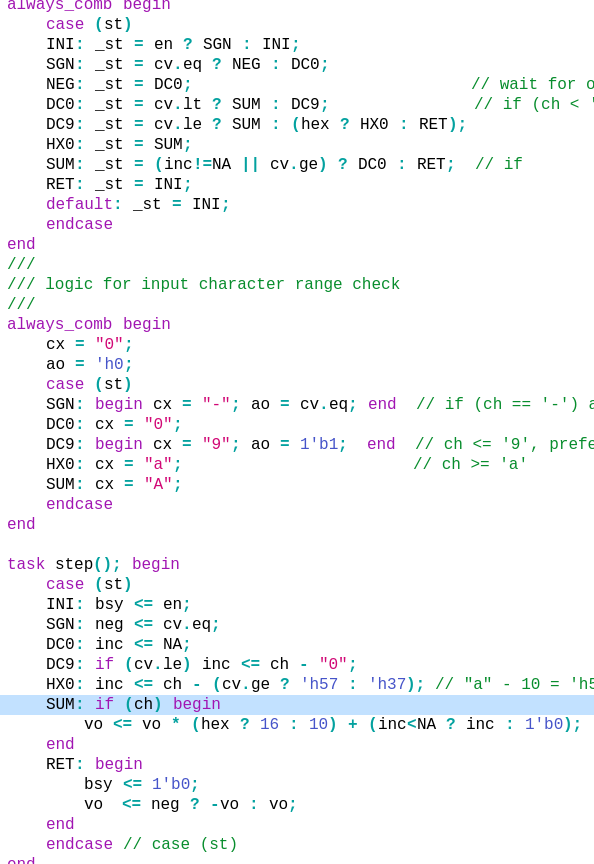 always_comb begin
case (st)
INI: _st = en ? SGN : INI;
SGN: _st = cv.eq ? NEG : DC0;
NEG: _st = DC0; // wait for o
DC0: _st = cv.lt ? SUM : DC9; // if (ch < '
DC9: _st = cv.le ? SUM : (hex ? HX0 : RET);
HX0: _st = SUM;
SUM: _st = (inc!=NA || cv.ge) ? DC0 : RET; // if
RET: _st = INI;
default: _st = INI;
endcase
end
///
/// logic for input character range check
///
always_comb begin
cx = "0";
ao = 'h0;
case (st)
SGN: begin cx = "-"; ao = cv.eq; end // if (ch == '-') a
DC0: cx = "0";
DC9: begin cx = "9"; ao = 1'b1; end // ch <= '9', prefe
HX0: cx = "a"; // ch >= 'a'
SUM: cx = "A";
endcase
end
task step(); begin
case (st)
INI: bsy <= en;
SGN: neg <= cv.eq;
DC0: inc <= NA;
DC9: if (cv.le) inc <= ch - "0";
HX0: inc <= ch - (cv.ge ? 'h57 : 'h37); // "a" - 10 = 'h5
SUM: if (ch) begin
vo <= vo * (hex ? 16 : 10) + (inc<NA ? inc : 1'b0);
end
RET: begin
bsy <= 1'b0;
vo <= neg ? -vo : vo;
end
endcase // case (st)
end